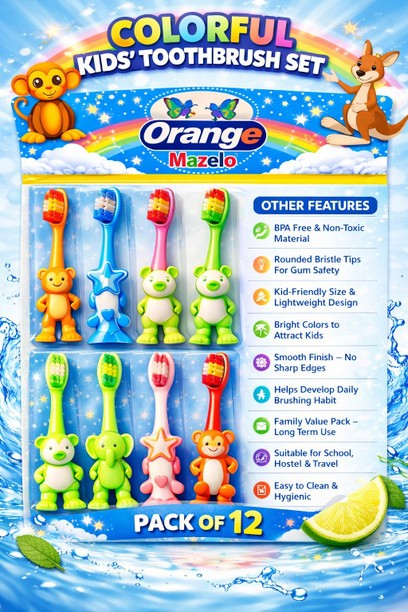 COLORFUL
KIDS' TOOTHBRUSH SET
Orange
Mazelo
OTHER FEATURES
BPA Free & Non-Toxic
Material
Rounded Bristle Tips
For Gum Safety
Kid-Friendly Size &
Lightweight Design
Bright Colors to
Attract Kids
Smooth Finish – No
Sharp Edges
Helps Develop Daily
Brushing Habit
Family Value Pack –
Long Term Use
Suitable for School,
Hostel & Travel
Easy to Clean &
Hygienic
PACK OF 12